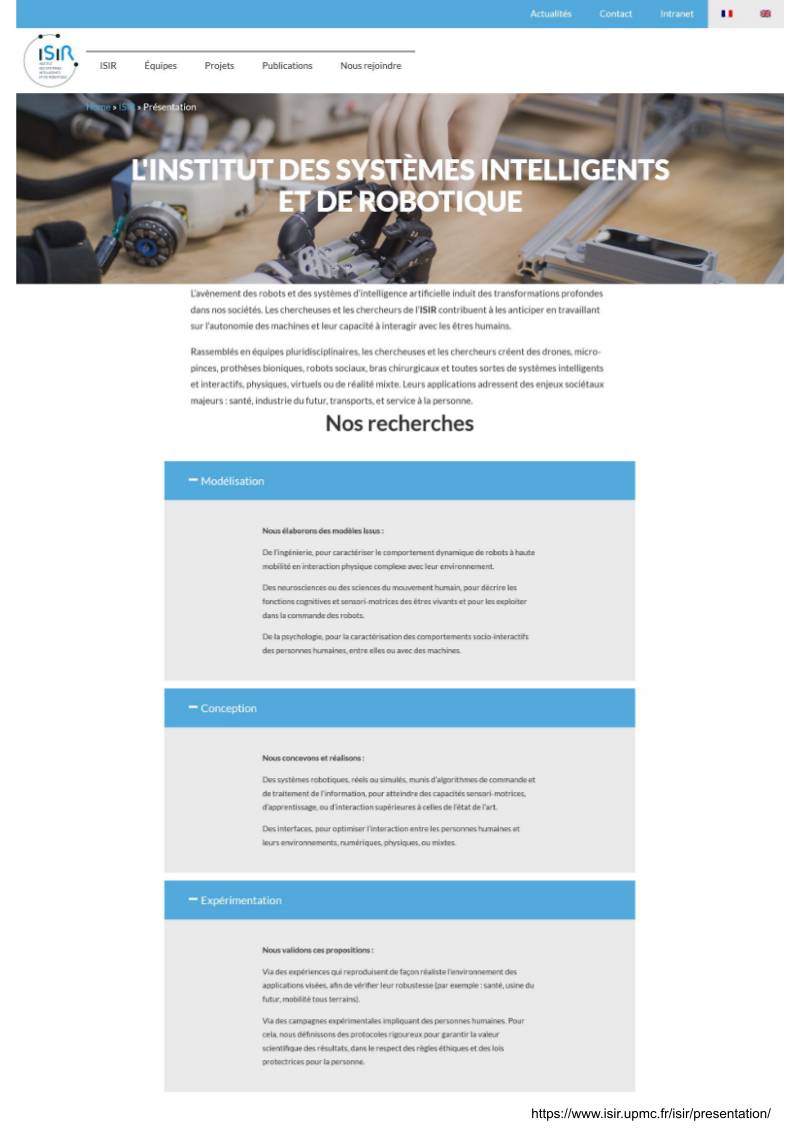 Actualités Contact Intranet
ISIR
INSTITUT
DES SYSTÈMES
INTELLIGENTS
ET DE ROBOTIQUE
ISIR Équipes Projets Publications Nous rejoindre
Home » ISIR » Présentation
L'INSTITUT DES SYSTÈMES INTELLIGENTS
ET DE ROBOTIQUE
L'avènement des robots et des systèmes d'intelligence artificielle induit des transformations profondes
dans nos sociétés. Les chercheuses et les chercheurs de l'ISIR contribuent à les anticiper en travaillant
sur l'autonomie des machines et leur capacité à interagir avec les êtres humains.
Rassemblés en équipes pluridisciplinaires, les chercheuses et les chercheurs créent des drones, micro-
pinces, prothèses bioniques, robots sociaux, bras chirurgicaux et toutes sortes de systèmes intelligents
et interactifs, physiques, virtuels ou de réalité mixte. Leurs applications adressent des enjeux sociétaux
majeurs : santé, industrie du futur, transports, et service à la personne.
Nos recherches
− Modélisation
Nous élaborons des modèles issus :
De l'ingénierie, pour caractériser le comportement dynamique de robots à haute
mobilité en interaction physique complexe avec leur environnement.
Des neurosciences ou des sciences du mouvement humain, pour décrire les
fonctions cognitives et sensori-motrices des êtres vivants et pour les exploiter
dans la commande des robots.
De la psychologie, pour la caractérisation des comportements socio-interactifs
des personnes humaines, entre elles ou avec des machines.
− Conception
Nous concevons et réalisons :
Des systèmes robotiques, réels ou simulés, munis d'algorithmes de commande et
de traitement de l'information, pour atteindre des capacités sensori-motrices,
d'apprentissage, ou d'interaction supérieures à celles de l'état de l'art.
Des interfaces, pour optimiser l'interaction entre les personnes humaines et
leurs environnements, numériques, physiques, ou mixtes.
− Expérimentation
Nous validons ces propositions :
Via des expériences qui reproduisent de façon réaliste l'environnement des
applications visées, afin de vérifier leur robustesse (par exemple : santé, usine du
futur, mobilité tous terrains).
Via des campagnes expérimentales impliquant des personnes humaines. Pour
cela, nous définissons des protocoles rigoureux pour garantir la valeur
scientifique des résultats, dans le respect des règles éthiques et des lois
protectrices pour la personne.
https://www.isir.upmc.fr/isir/presentation/